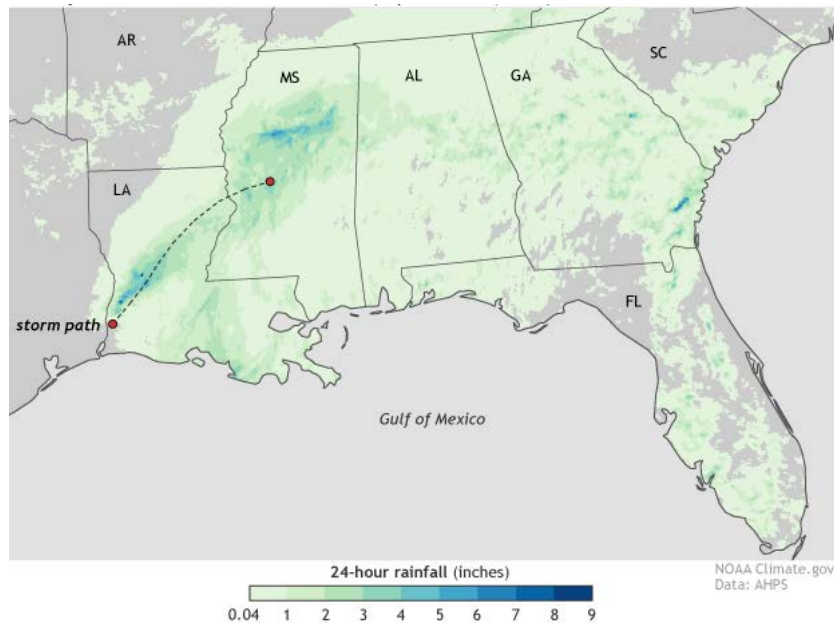 AR
SC
MS
AL
GA
LA
storm path
FL
Gulf of Mexico
24-hour rainfall (inches)
0.04 1 2 3 4 5 6 7 8 9
NOAA Climate.gov
Data: AHPS